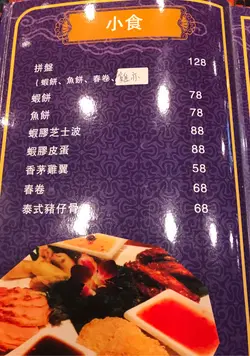 小食
拼盤 128
(蝦餅、魚餅、春卷、
蝦餅 78
魚餅 78
蝦膠芝士波 88
蝦膠皮蛋 88
香茅雞翼 58
春卷 68
泰式豬仔骨 68